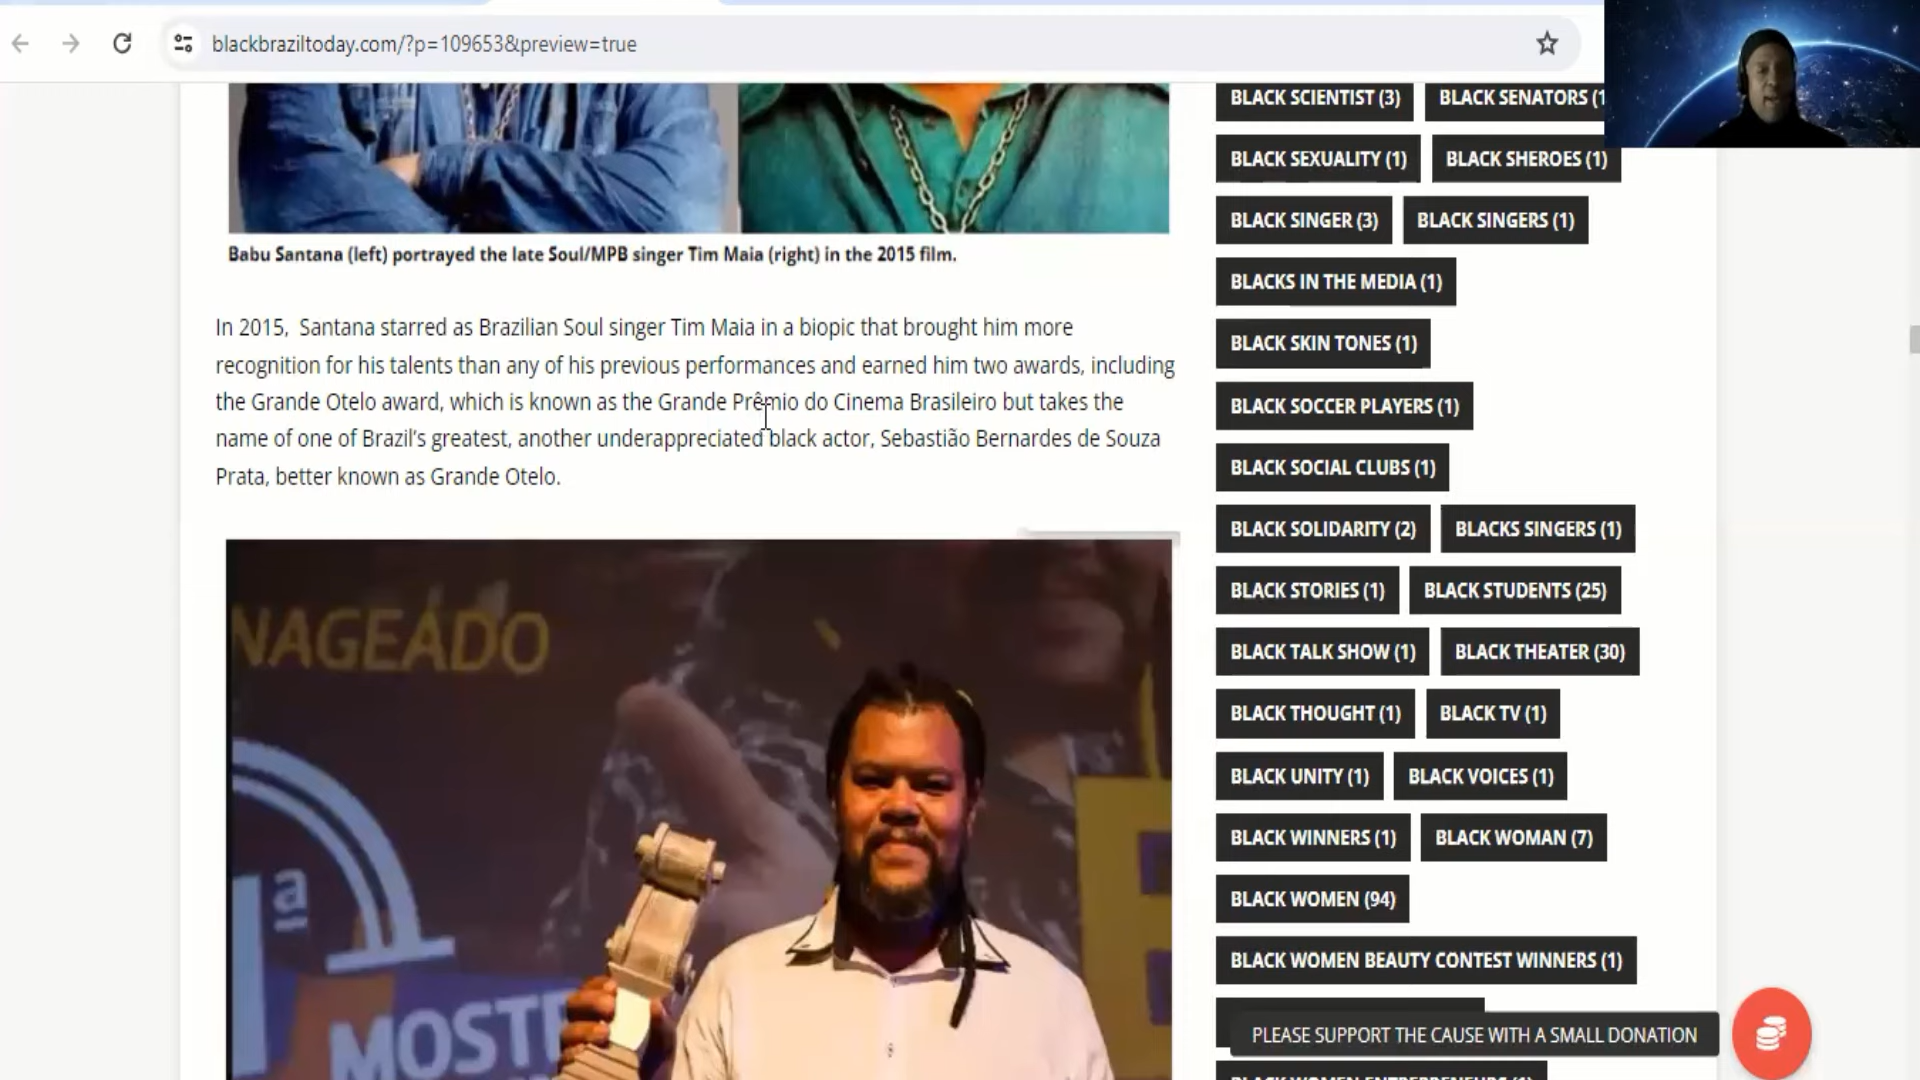 blackbraziltoday.com/?p=109653&preview=true
Babu Santana (left) portrayed the late Soul/MPB singer Tim Maia (right) in the 2015 film.
In 2015,  Santana starred as Brazilian Soul singer Tim Maia in a biopic that brought him more
recognition for his talents than any of his previous performances and earned him two awards, including
the Grande Otelo award, which is known as the Grande Prêmio do Cinema Brasileiro but takes the
name of one of Brazil's greatest, another underappreciated black actor, Sebastião Bernardes de Souza
Prata, better known as Grande Otelo.
NAGEADO
1ª
MOSTR
BLACK SCIENTIST (3) BLACK SENATORS (1
BLACK SEXUALITY (1) BLACK SHEROES (1)
BLACK SINGER (3) BLACK SINGERS (1)
BLACKS IN THE MEDIA (1)
BLACK SKIN TONES (1)
BLACK SOCCER PLAYERS (1)
BLACK SOCIAL CLUBS (1)
BLACK SOLIDARITY (2) BLACKS SINGERS (1)
BLACK STORIES (1) BLACK STUDENTS (25)
BLACK TALK SHOW (1) BLACK THEATER (30)
BLACK THOUGHT (1) BLACK TV (1)
BLACK UNITY (1) BLACK VOICES (1)
BLACK WINNERS (1) BLACK WOMAN (7)
BLACK WOMEN (94)
BLACK WOMEN BEAUTY CONTEST WINNERS (1)
PLEASE SUPPORT THE CAUSE WITH A SMALL DONATION
BLACK WOMEN ENTREPRENEURS (1)